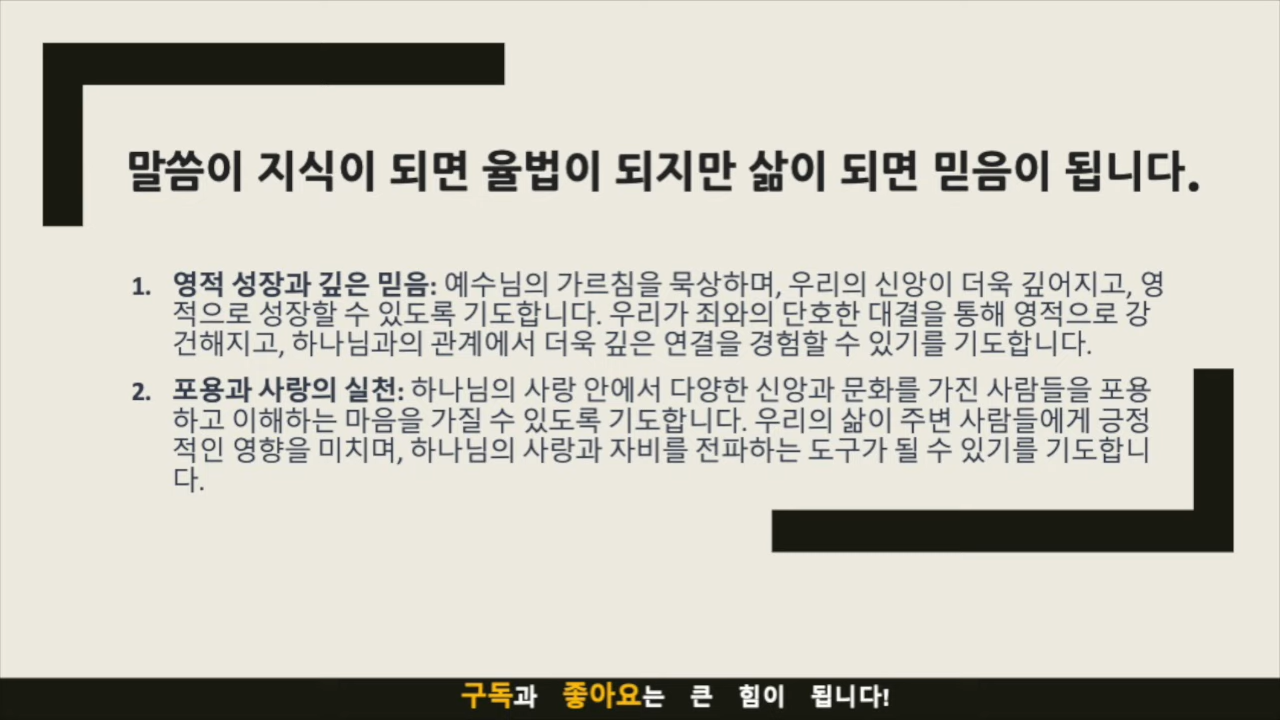 말씀이 지식이 되면 율법이 되지만 삶이 되면 믿음이 됩니다.
1. 영적 성장과 깊은 믿음: 예수님의 가르침을 묵상하며, 우리의 신앙이 더욱 깊어지고, 영
적으로 성장할 수 있도록 기도합니다. 우리가 죄와의 단호한 대결을 통해 영적으로 강
건해지고, 하나님과의 관계에서 더욱 깊은 연결을 경험할 수 있기를 기도합니다.
2. 포용과 사랑의 실천: 하나님의 사랑 안에서 다양한 신앙과 문화를 가진 사람들을 포용
하고 이해하는 마음을 가질 수 있도록 기도합니다. 우리의 삶이 주변 사람들에게 긍정
적인 영향을 미치며, 하나님의 사랑과 자비를 전파하는 도구가 될 수 있기를 기도합니
다.
구독과 좋아요는 큰 힘이 됩니다!